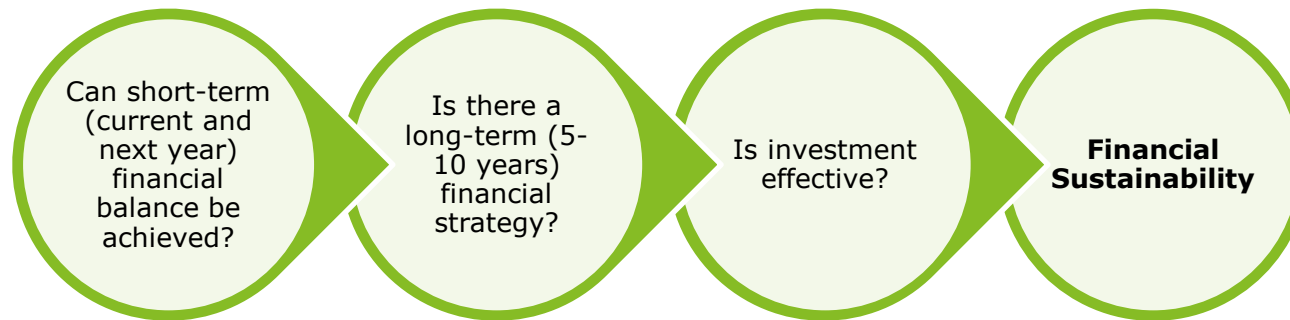 Can short-term
(current and
next year)
financial
balance be
achieved?
Is there a
long-term (5-
10 years)
financial
strategy?
Is investment
effective?
Financial
Sustainability